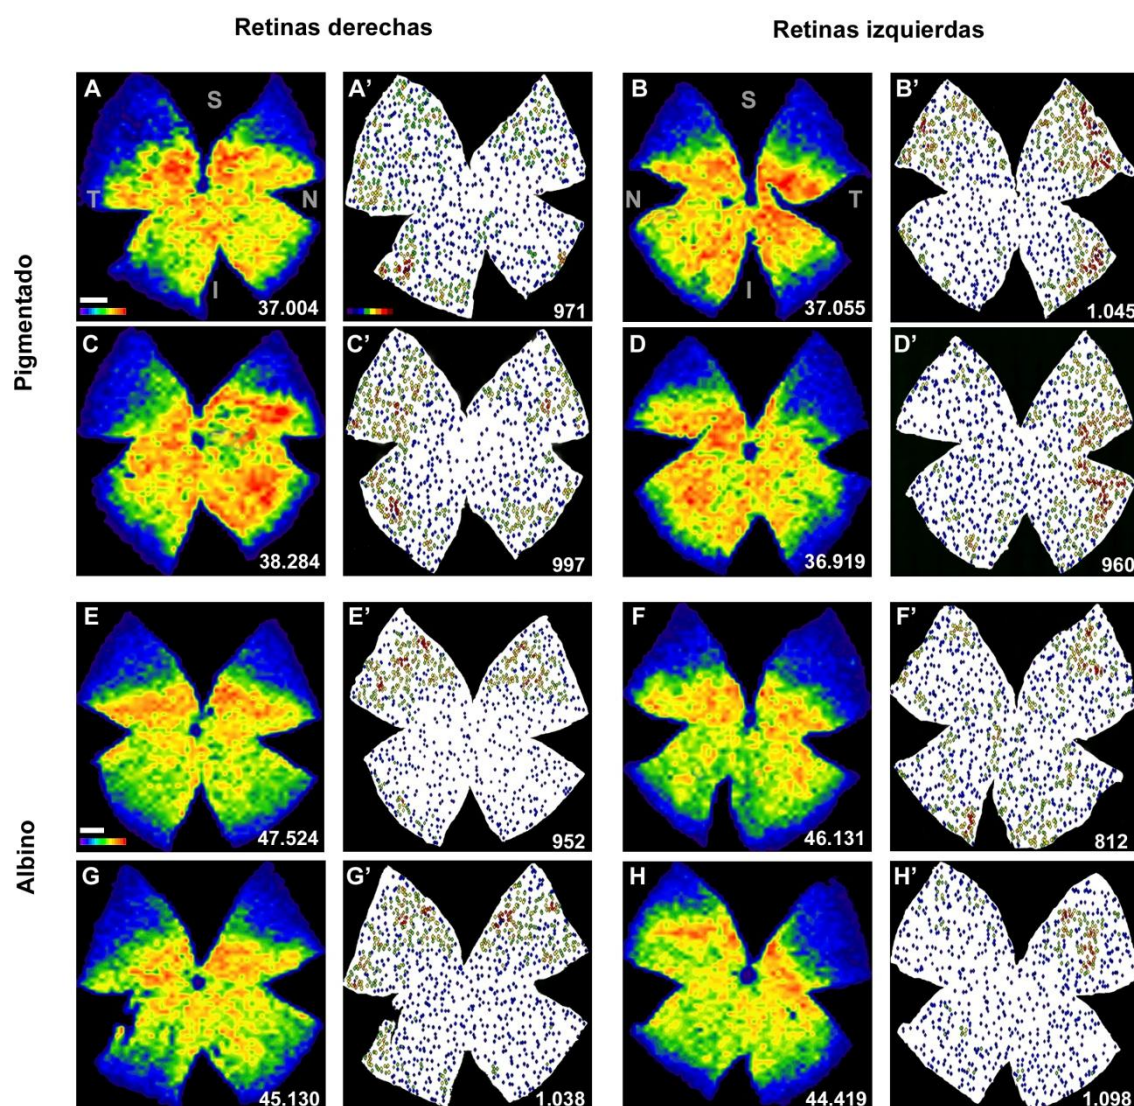 Retinas derechas
Retinas izquierdas
Pigmentado
A
S
T
N
I
37.004
A’
971
B
S
N
T
I
37.055
B’
1.045
C
38.284
C’
997
D
36.919
D’
960
Albino
E
47.524
E’
952
F
46.131
F’
812
G
45.130
G’
1.038
H
44.419
H’
1.098